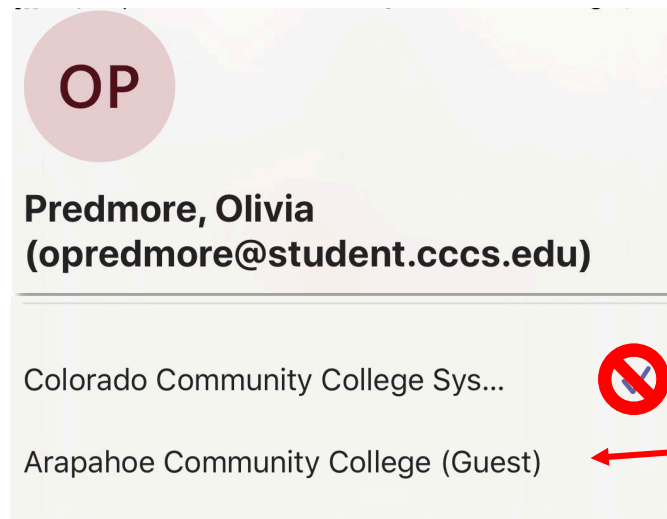 OP
Predmore, Olivia
(opredmore@student.cccs.edu)
Colorado Community College Sys...
Arapahoe Community College (Guest)